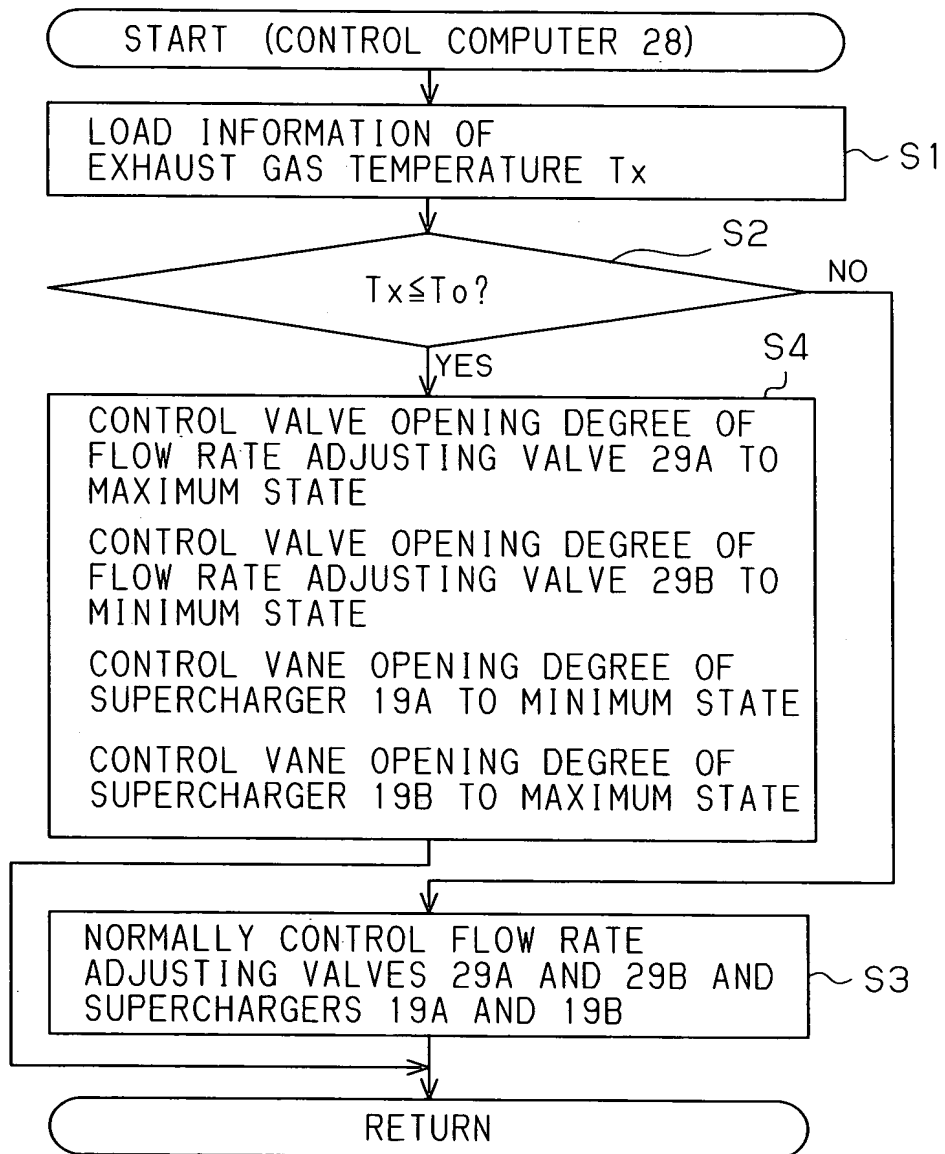 START (CONTROL COMPUTER 28)
LOAD INFORMATION OF
EXHAUST GAS TEMPERATURE Tx
S1
S2
Tx≦To?
NO
YES
S4
CONTROL VALVE OPENING DEGREE OF
FLOW RATE ADJUSTING VALVE 29A TO
MAXIMUM STATE
CONTROL VALVE OPENING DEGREE OF
FLOW RATE ADJUSTING VALVE 29B TO
MINIMUM STATE
CONTROL VANE OPENING DEGREE OF
SUPERCHARGER 19A TO MINIMUM STATE
CONTROL VANE OPENING DEGREE OF
SUPERCHARGER 19B TO MAXIMUM STATE
NORMALLY CONTROL FLOW RATE
ADJUSTING VALVES 29A AND 29B AND
SUPERCHARGERS 19A AND 19B
S3
RETURN